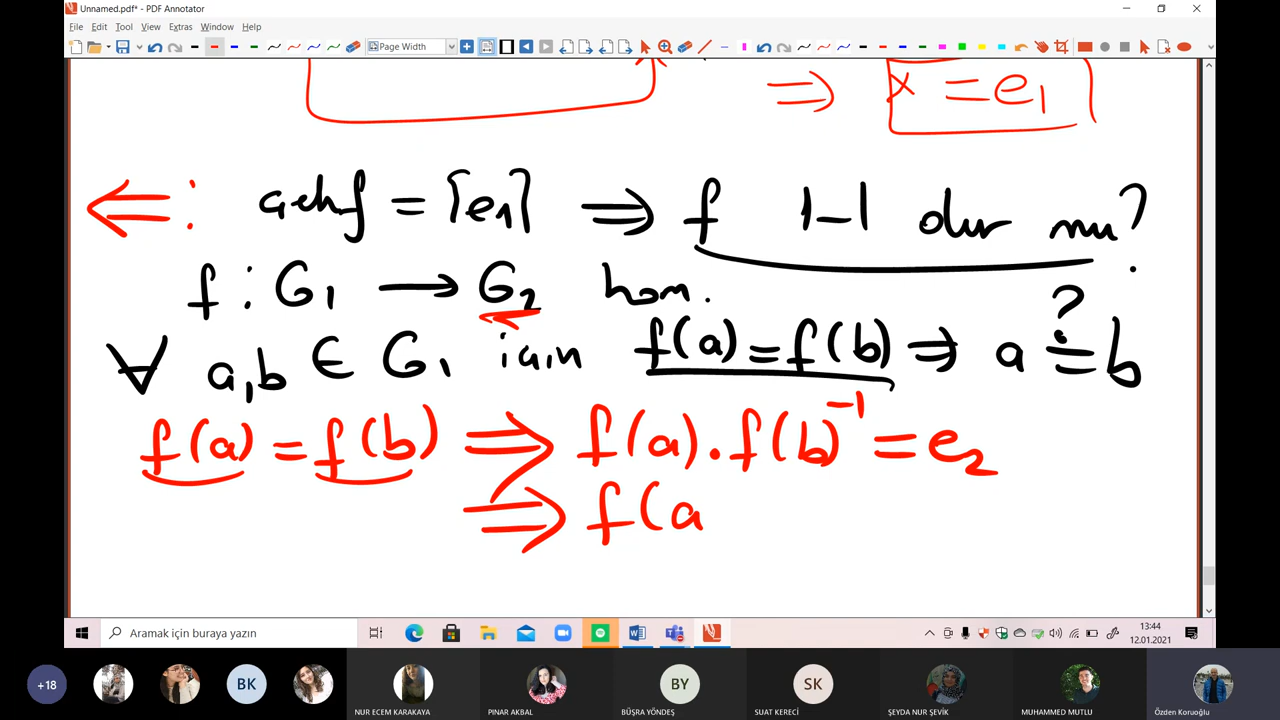 Unnamed.pdf* - PDF Annotator
File Edit Tool View Extras Window Help
Page Width
⇒ x = e₁
⇐: çekf = {e₁} ⇒ f 1-1 dir mi?
f : G₁ → G₂ hom.
∀ a,b ∈ G₁ için f(a) = f(b) ⇒ a ≟ b
f(a) = f(b) ⇒ f(a).f(b)⁻¹ = e₂
⇒ f(a
Aramak için buraya yazın
13:44
12.01.2021
+18
BK
NUR ECEM KARAKAYA
PINAR AKBAL
BY
BÜŞRA YÖNDEŞ
SK
SUAT KERECİ
ŞEYDA NUR ŞEVİK
MUHAMMED MUTLU
Özden Koruoğlu